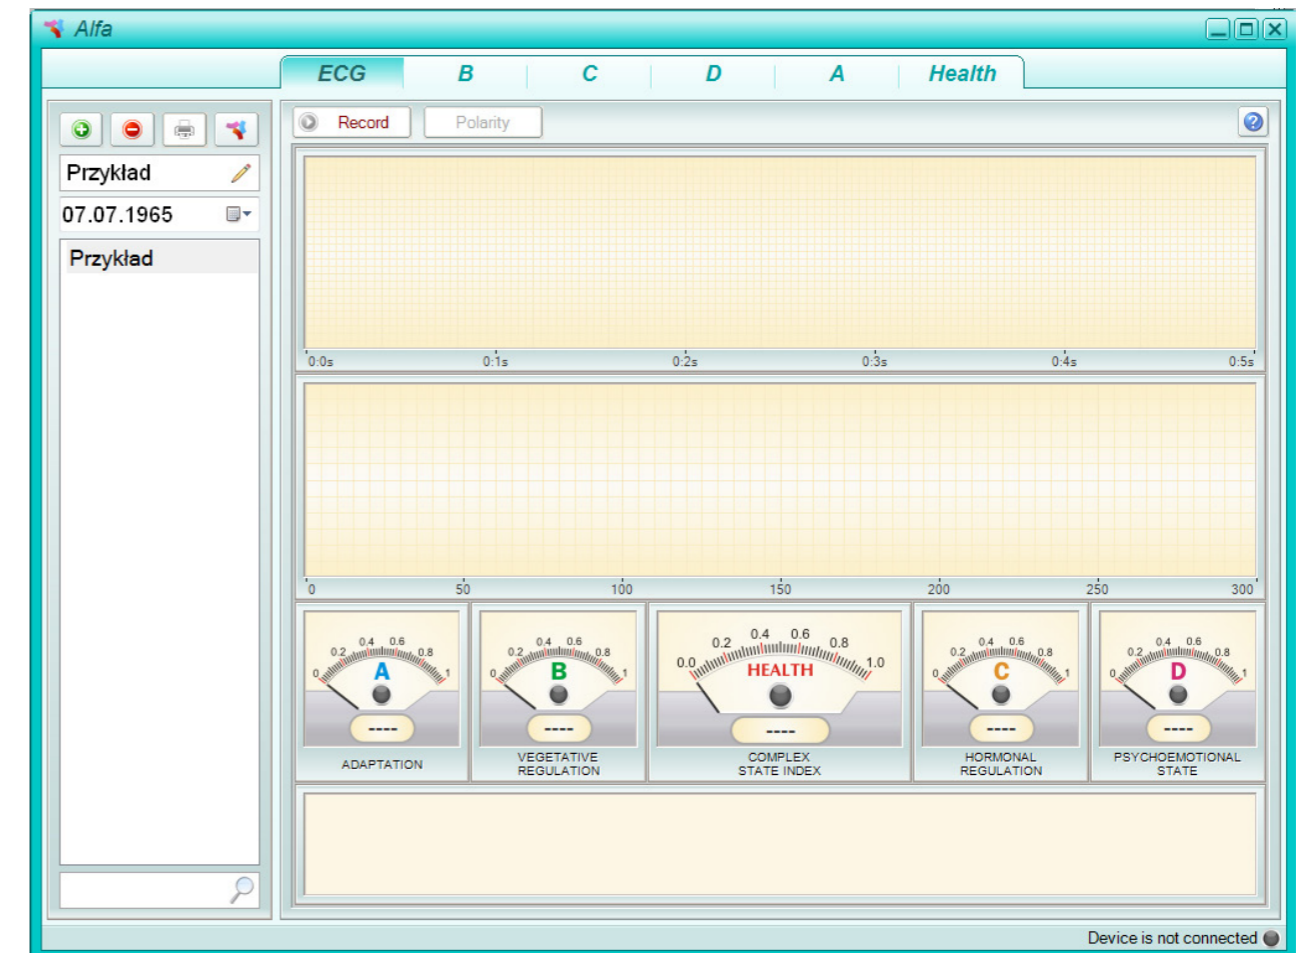 Alfa
ECG B C D A Health
Record Polarity
Przykład
07.07.1965
Przykład
0:0s 0:1s 0:2s 0:3s 0:4s 0:5s
0 50 100 150 200 250 300
0 0.2 0.4 0.6 0.8 1
A
----
ADAPTATION
0 0.2 0.4 0.6 0.8 1
B
----
VEGETATIVE
REGULATION
0.0 0.2 0.4 0.6 0.8 1.0
HEALTH
----
COMPLEX
STATE INDEX
0 0.2 0.4 0.6 0.8 1
C
----
HORMONAL
REGULATION
0 0.2 0.4 0.6 0.8 1
D
----
PSYCHOEMOTIONAL
STATE
Device is not connected